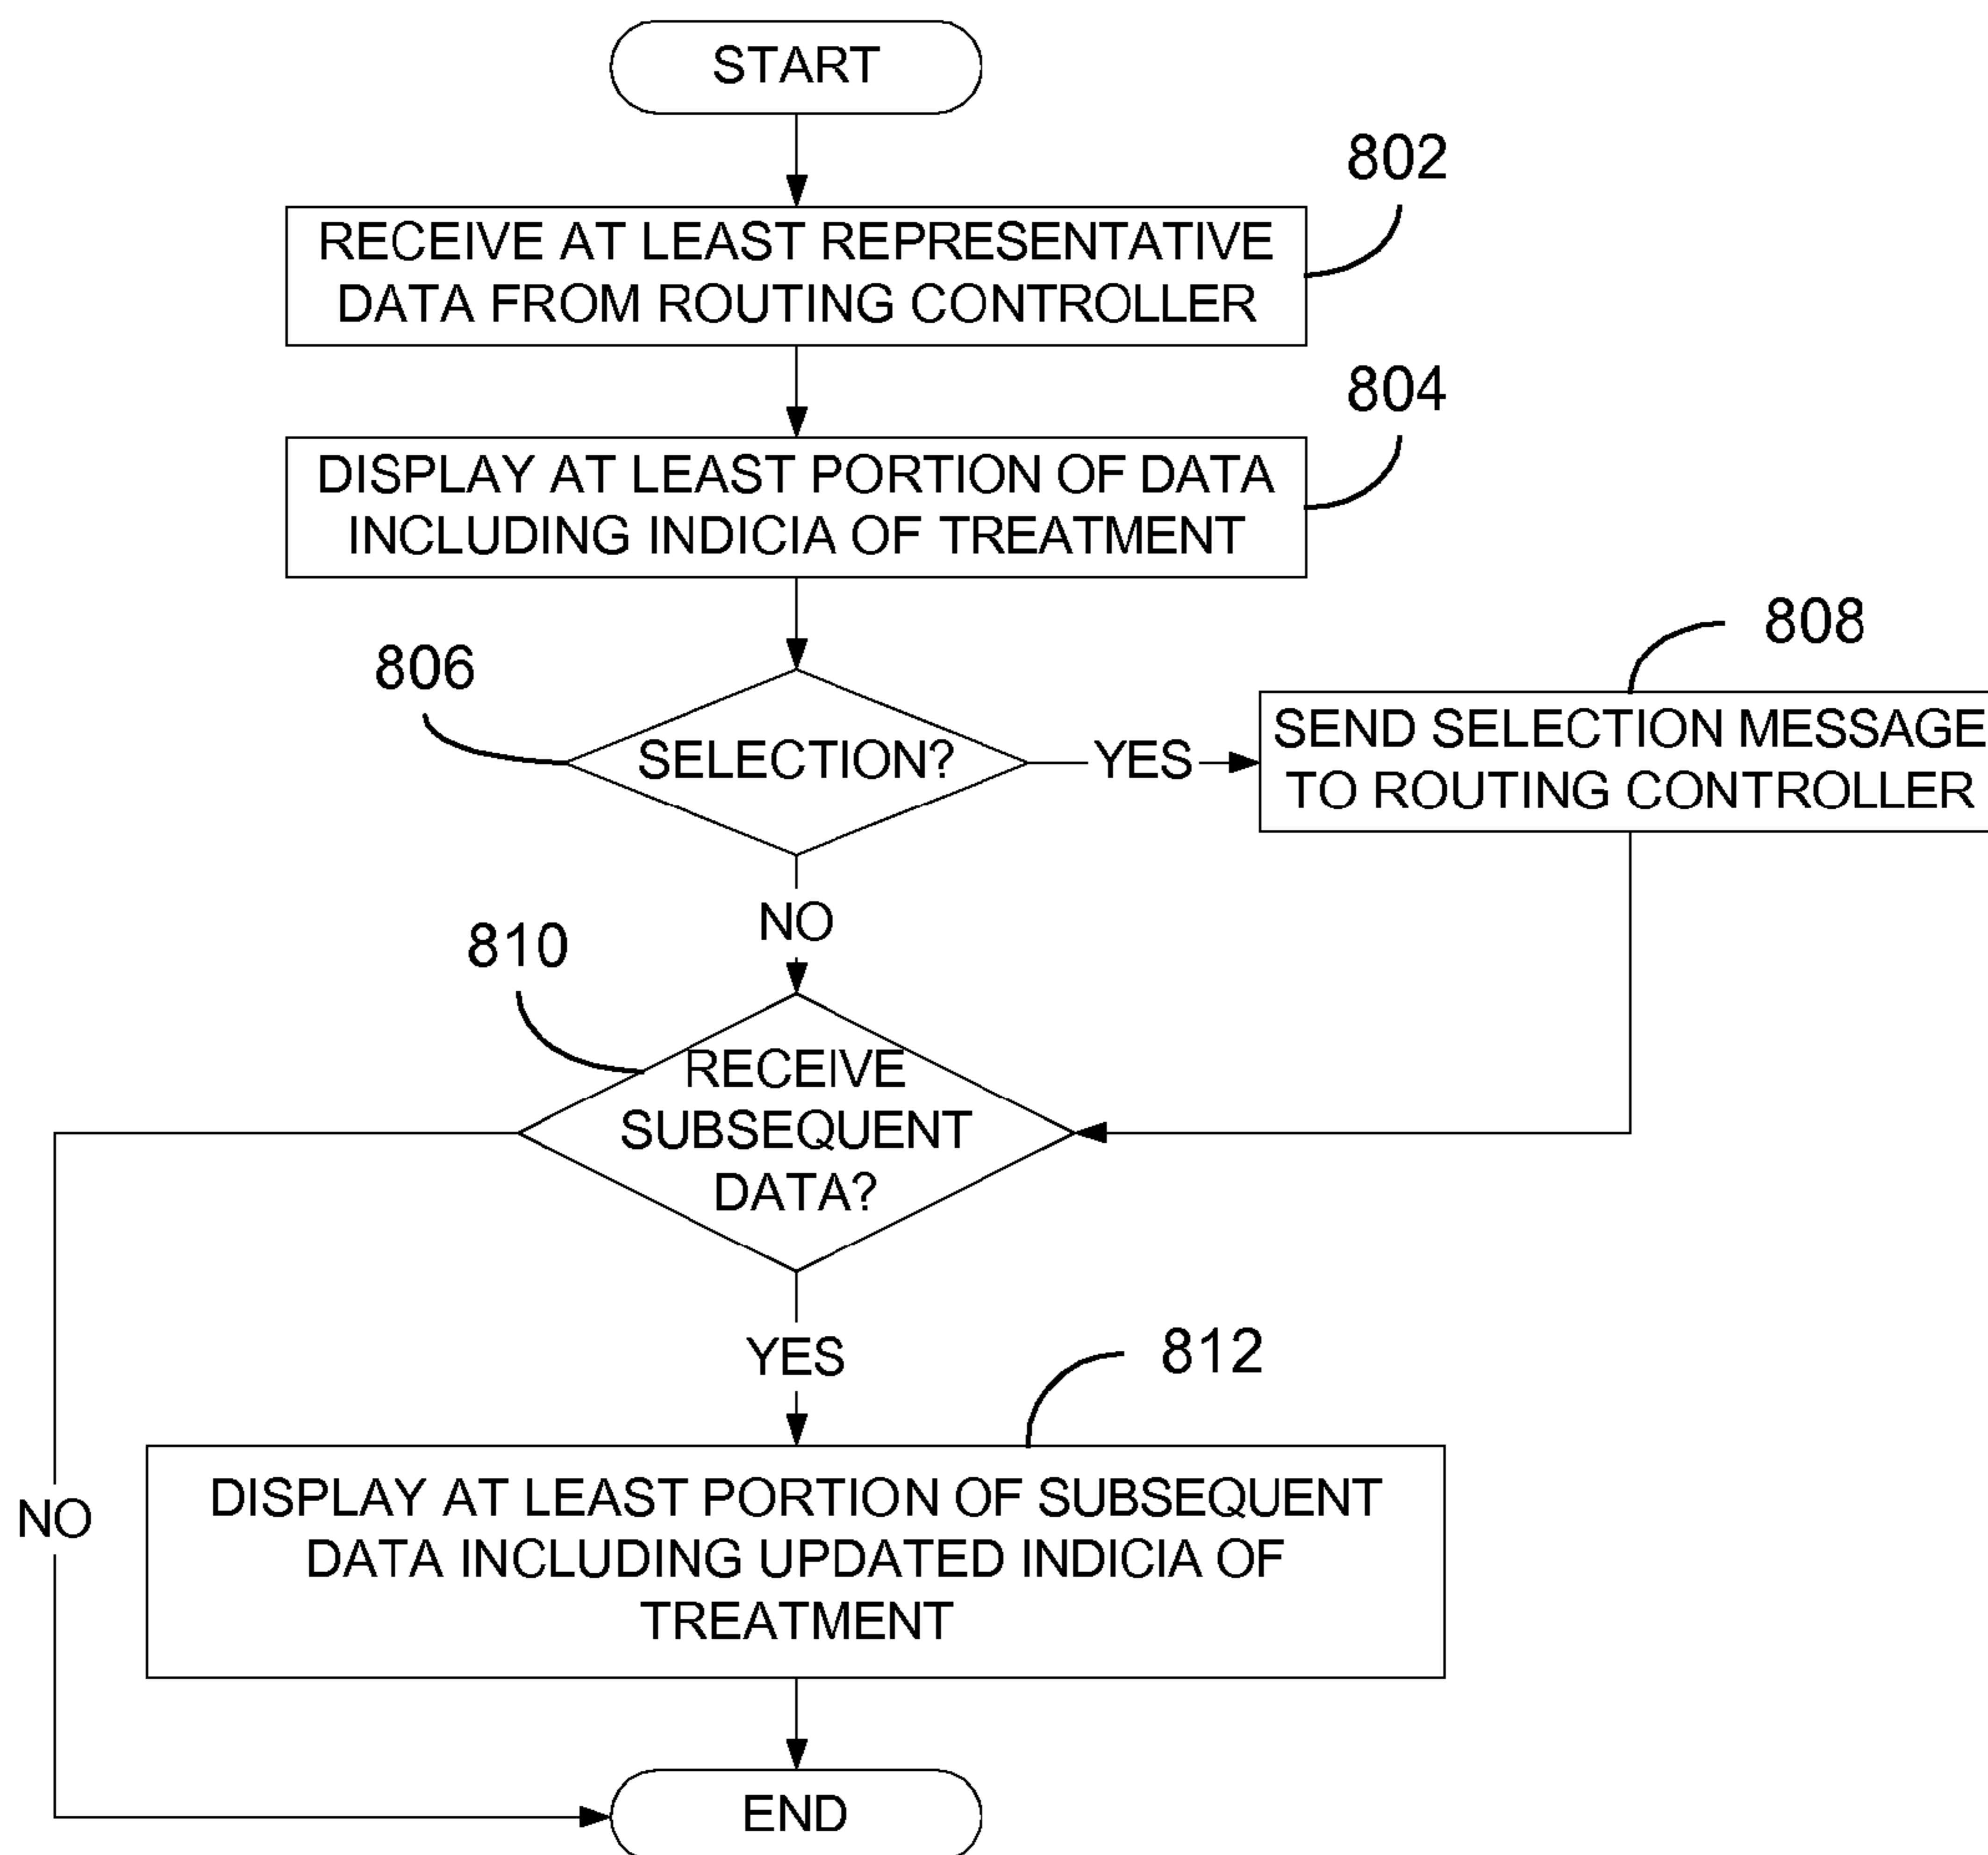 START
802
RECEIVE AT LEAST REPRESENTATIVE
DATA FROM ROUTING CONTROLLER
804
DISPLAY AT LEAST PORTION OF DATA
INCLUDING INDICIA OF TREATMENT
806
SELECTION?
YES
808
SEND SELECTION MESSAGE
TO ROUTING CONTROLLER
NO
810
RECEIVE
SUBSEQUENT
DATA?
YES
812
NO
DISPLAY AT LEAST PORTION OF SUBSEQUENT
DATA INCLUDING UPDATED INDICIA OF
TREATMENT
END